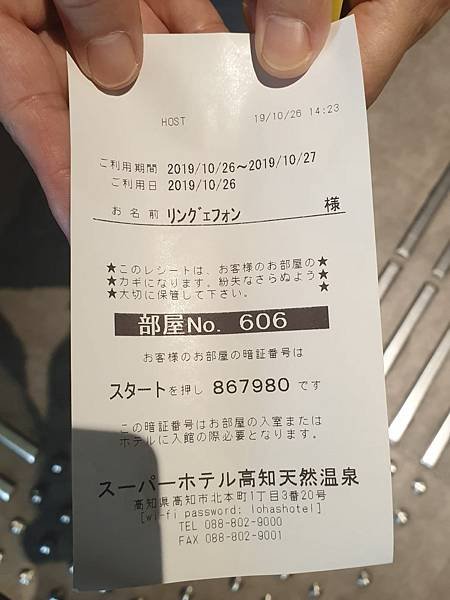 HOST 19/10/26 14:23
ご利用期間 2019/10/26～2019/10/27
ご利用日 2019/10/26
お名前 リングエフォン 様
★このレシートは、お客様のお部屋の★
★カギになります。紛失なさらぬよう★
★大切に保管して下さい。 ★
部屋No. 606
お客様のお部屋の暗証番号は
スタートを押し 867980 です
この暗証番号はお部屋の入室または
ホテルに入館の際必要となります。
スーパーホテル高知天然温泉
高知県高知市北本町1丁目3番20号
[wi-fi password: lohashotel]
TEL 088-802-9000
FAX 088-802-9001